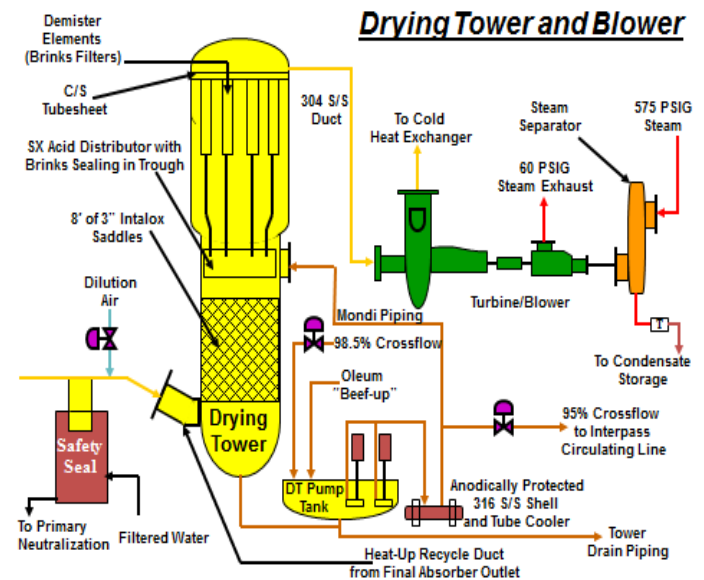 Drying Tower and Blower
Demister
Elements
(Brinks Filters)
C/S
Tubesheet
SX Acid Distributor with
Brinks Sealing in Trough
8' of 3" Intalox
Saddles
Dilution
Air
304 S/S
Duct
To Cold
Heat Exchanger
60 PSIG
Steam Exhaust
Steam
Separator
575 PSIG
Steam
Turbine/Blower
T
To Condensate
Storage
Mondi Piping
98.5% Crossflow
Oleum
"Beef-up"
95% Crossflow
to Interpass
Circulating Line
Drying
Tower
Safety
Seal
DT Pump
Tank
Anodically Protected
316 S/S Shell
and Tube Cooler
To Primary
Neutralization
Filtered Water
Heat-Up Recycle Duct
from Final Absorber Outlet
Tower
Drain Piping